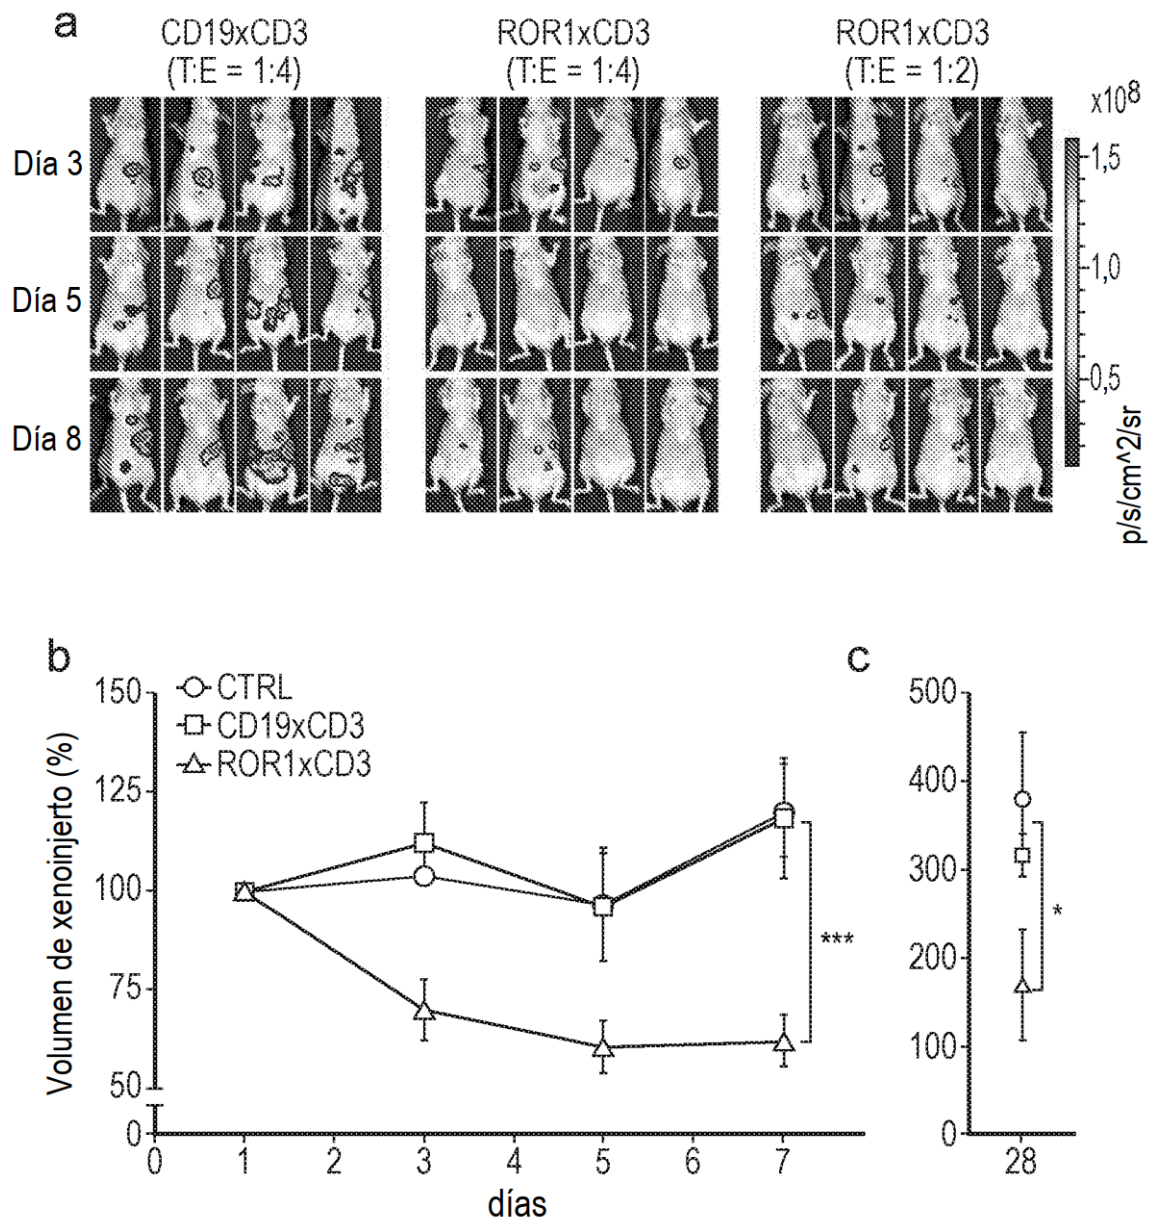 a
CD19xCD3 ROR1xCD3 ROR1xCD3
(T:E = 1:4) (T:E = 1:4) (T:E = 1:2)
x10^8
Día 3
1,5
Día 5
1,0
0,5
Día 8
p/s/cm^2/sr
b c
Volumen de xenoinjerto (%)
150
125
100
75
50
0
CTRL
CD19xCD3
ROR1xCD3
***
0 1 2 3 4 5 6 7
días
500
400
300
200
100
0
*
28